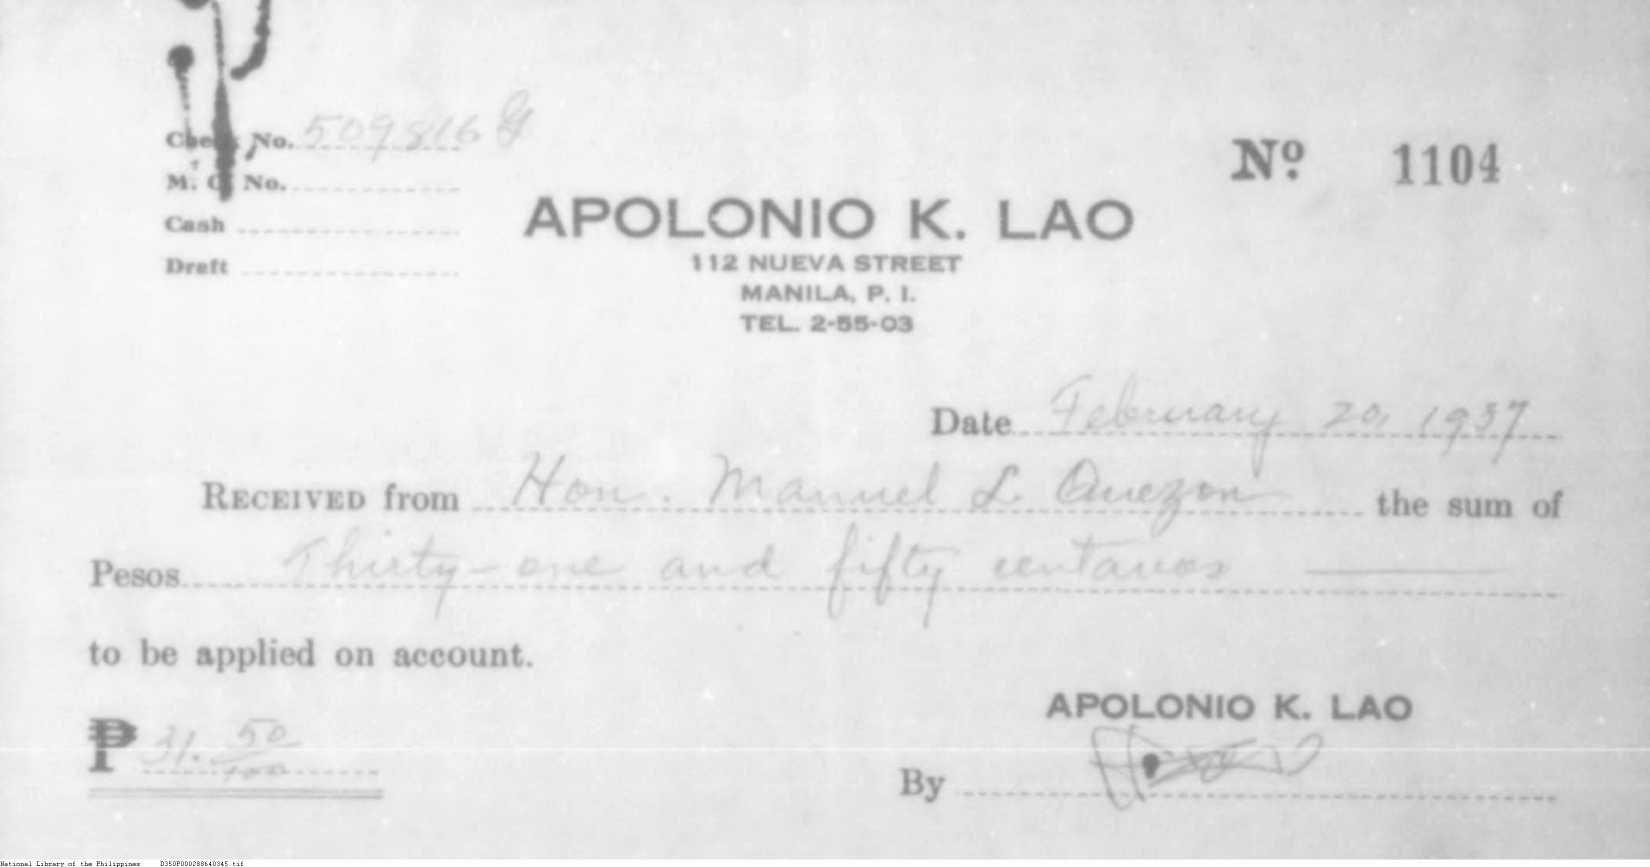 Check No. 509816 G
Nº 1104
M. O. No.
Cash
Draft
APOLONIO K. LAO
112 NUEVA STREET
MANILA, P. I.
TEL. 2-55-03
Date February 20, 1937
RECEIVED from Hon. Manuel L. Quezon the sum of
Pesos Thirty-one and fifty centavos
to be applied on account.
APOLONIO K. LAO
₱ 31. 50/100
By
National Library of the Philippines D350P000288640345.tif